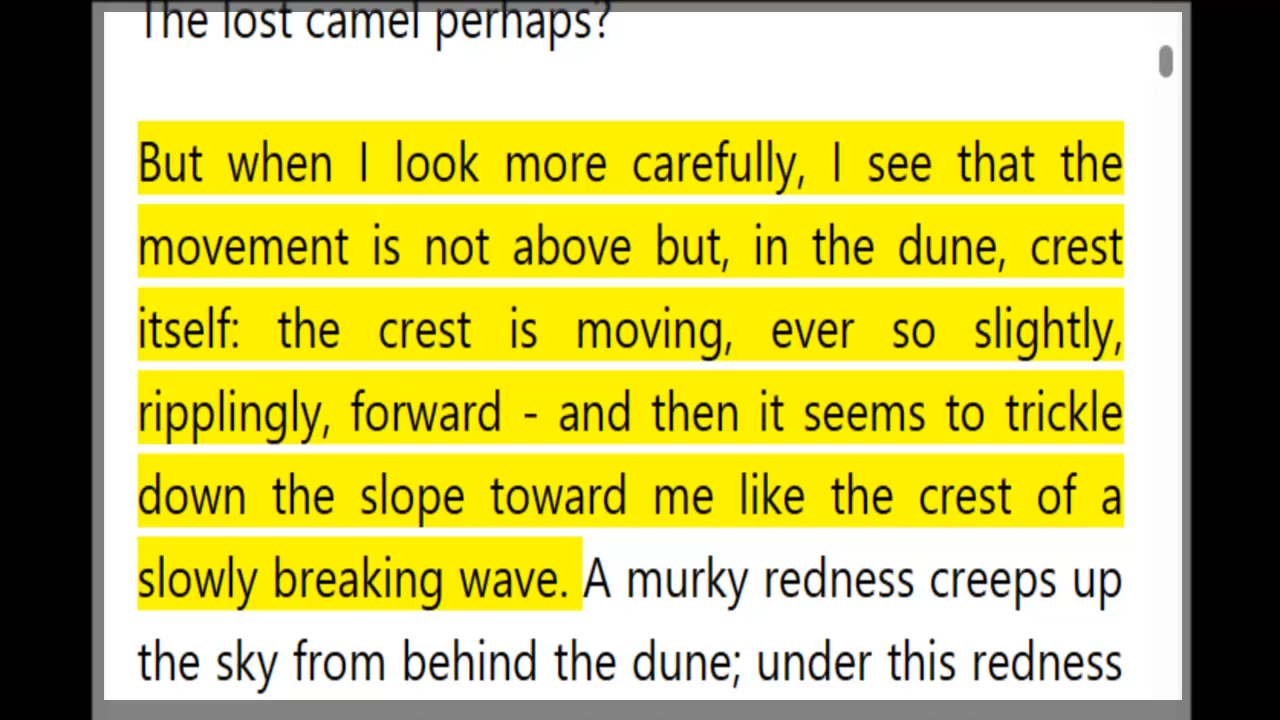 The lost camel perhaps?
But when I look more carefully, I see that the
movement is not above but, in the dune, crest
itself: the crest is moving, ever so slightly,
ripplingly, forward - and then it seems to trickle
down the slope toward me like the crest of a
slowly breaking wave. A murky redness creeps up
the sky from behind the dune; under this redness